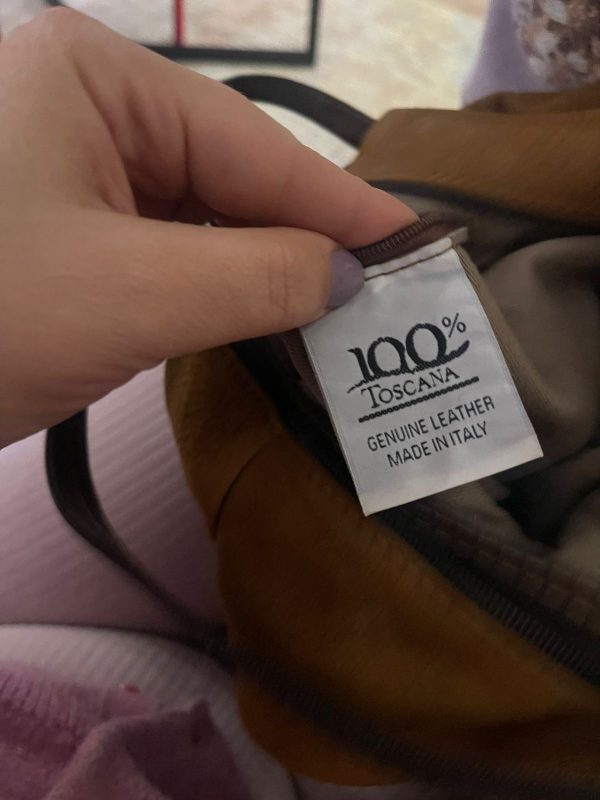 100%
TOSCANA
GENUINE LEATHER
MADE IN ITALY